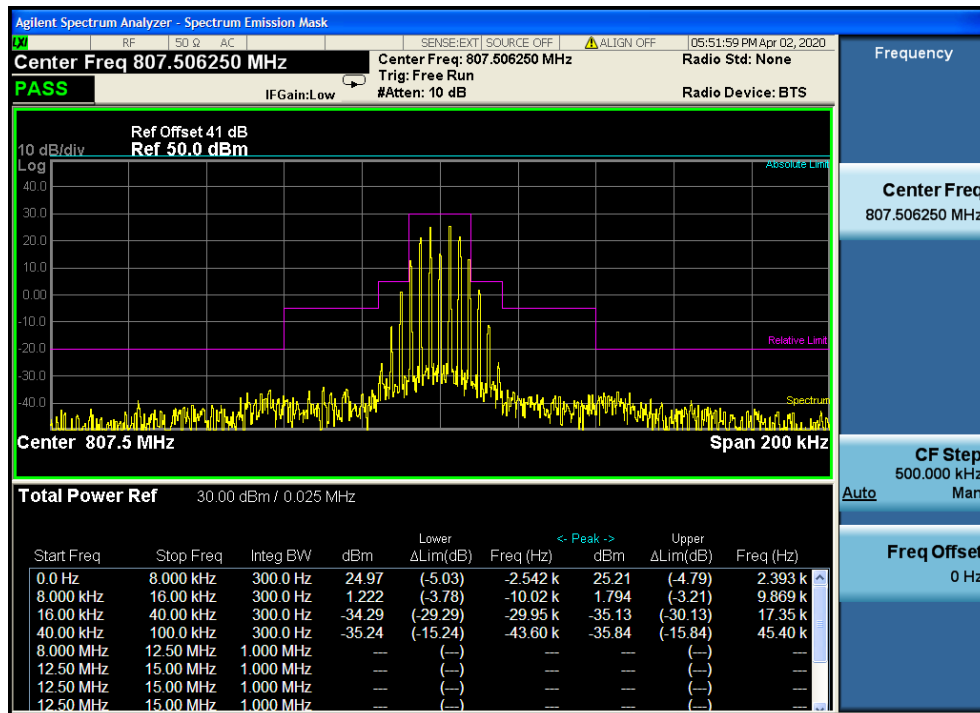 Agilent Spectrum Analyzer - Spectrum Emission Mask
LXI RF 50 Ω AC SENSE:EXT SOURCE OFF ALIGN OFF 05:51:59 PM Apr 02, 2020
Center Freq 807.506250 MHz
Center Freq: 807.506250 MHz
Radio Std: None
Trig: Free Run
PASS
IFGain:Low
#Atten: 10 dB
Radio Device: BTS
Ref Offset 41 dB
10 dB/div Ref 50.0 dBm
Log
Absolute Limit
40.0
30.0
20.0
10.0
0.00
-10.0
-20.0
Relative Limit
-30.0
-40.0
Spectrum
Center 807.5 MHz Span 200 kHz
Total Power Ref 30.00 dBm / 0.025 MHz
Lower <- Peak -> Upper
Start Freq Stop Freq Integ BW dBm ΔLim(dB) Freq (Hz) dBm ΔLim(dB) Freq (Hz)
0.0 Hz 8.000 kHz 300.0 Hz 24.97 (-5.03) -2.542 k 25.21 (-4.79) 2.393 k
8.000 kHz 16.00 kHz 300.0 Hz 1.222 (-3.78) -10.02 k 1.794 (-3.21) 9.869 k
16.00 kHz 40.00 kHz 300.0 Hz -34.29 (-29.29) -29.95 k -35.13 (-30.13) 17.35 k
40.00 kHz 100.0 kHz 300.0 Hz -35.24 (-15.24) -43.60 k -35.84 (-15.84) 45.40 k
8.000 MHz 12.50 MHz 1.000 MHz --- (---) --- --- (---) ---
12.50 MHz 15.00 MHz 1.000 MHz --- (---) --- --- (---) ---
12.50 MHz 15.00 MHz 1.000 MHz --- (---) --- --- (---) ---
12.50 MHz 15.00 MHz 1.000 MHz --- (---) --- --- (---) ---
Frequency
Center Freq
807.506250 MHz
CF Step
500.000 kHz
Auto Man
Freq Offset
0 Hz